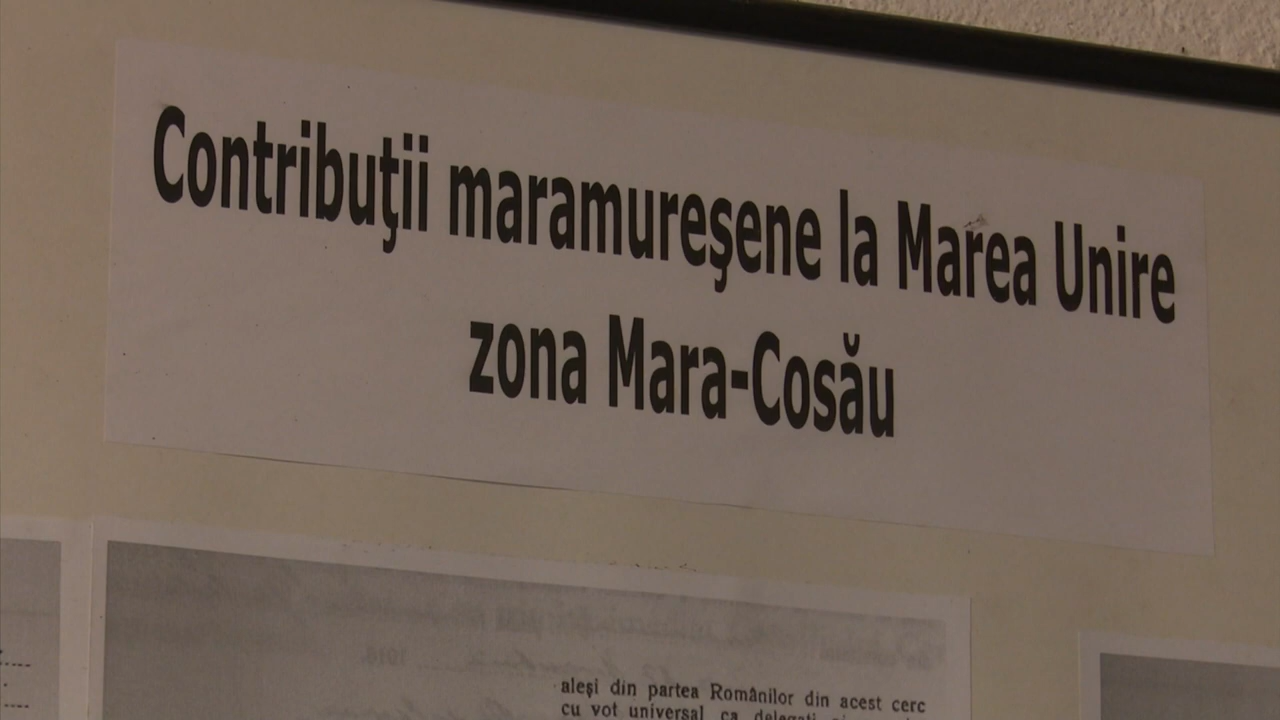 Contribuţii maramureşene la Marea Unire
zona Mara-Cosău
aleşi din partea Românilor din acest cerc
cu vot universal ca delegaţi